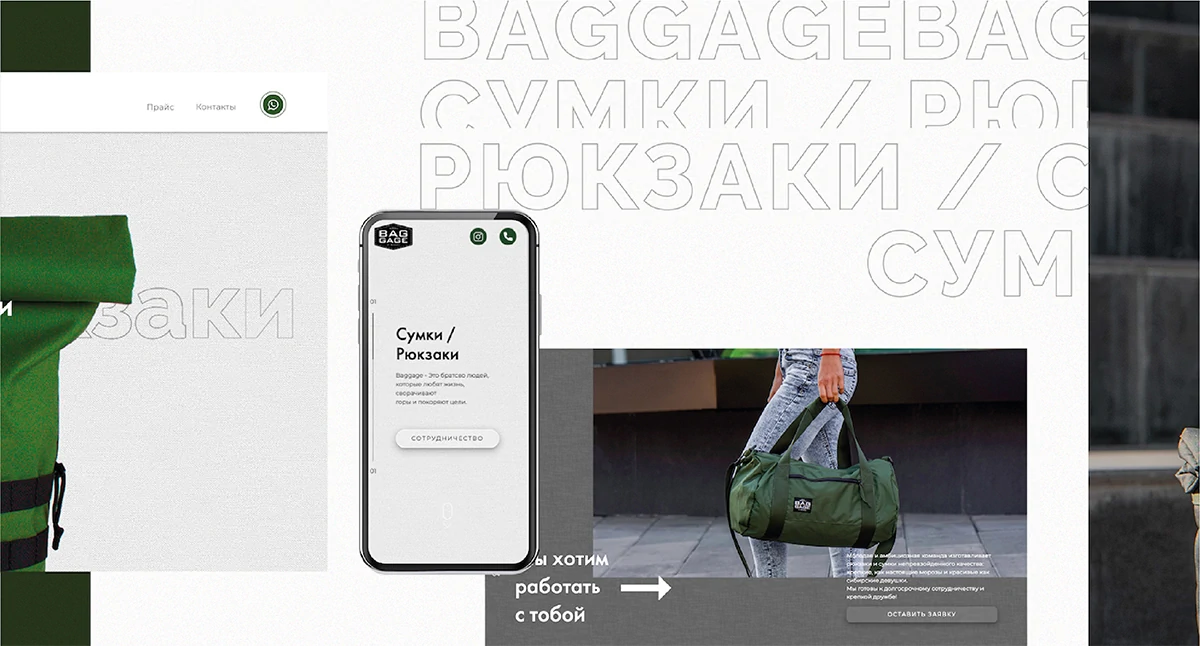 BAGGAGEBAG
СУМКИ / РЮК
Прайс Контакты
РЮКЗАКИ / С
СУМ
BAG
GAGE
и
кзаки
01
Сумки /
Рюкзаки
Baggage - Это братсво людей,
которые любят жизнь,
сворачивают
горы и покоряют цели.
СОТРУДНИЧЕСТВО
01
BAG
GAGE
ы хотим
работать
с тобой
Молодая и амбициозная команда изготавливает
рюкзаки и сумки непревзойденного качества:
крепкие, как настоящие морозы и красивые как
сибирские девушки.
Мы готовы к долгосрочному сотрудничеству и
крепкой дружбе!
ОСТАВИТЬ ЗАЯВКУ